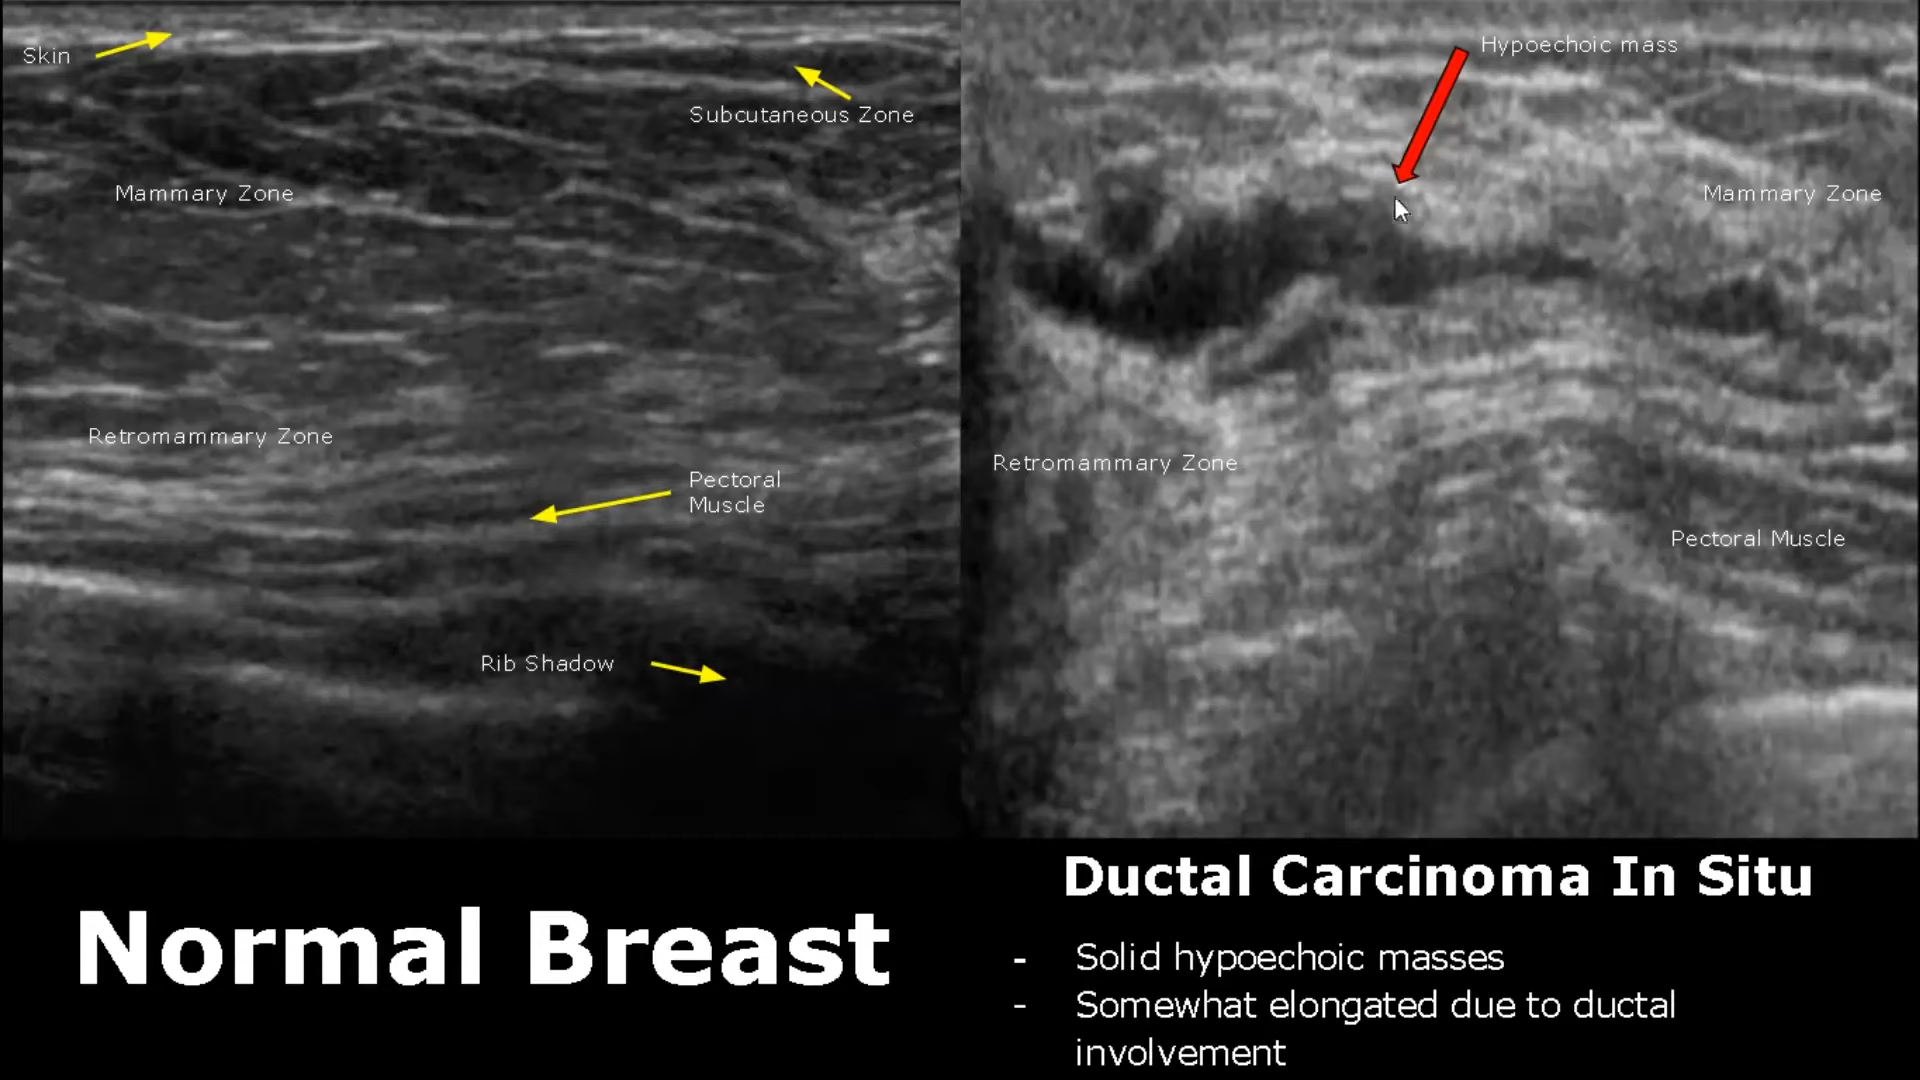 Skin
Subcutaneous Zone
Mammary Zone
Retromammary Zone
Pectoral
Muscle
Rib Shadow
Normal Breast
Hypoechoic mass
Mammary Zone
Retromammary Zone
Pectoral Muscle
Ductal Carcinoma In Situ
- Solid hypoechoic masses
- Somewhat elongated due to ductal
involvement